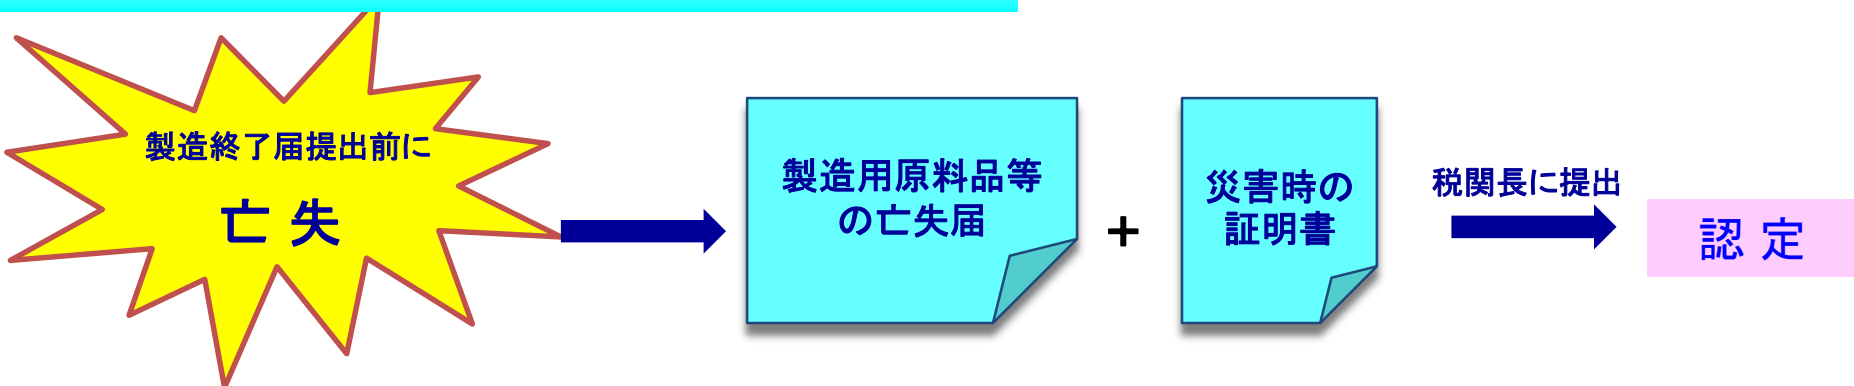 製造終了届提出前に
亡 失
製造用原料品等
の亡失届
+
災害時の
証明書
税関長に提出
認 定